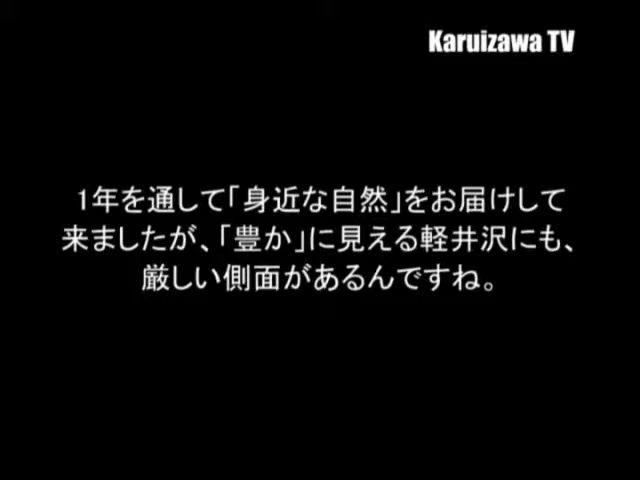 Karuizawa TV
1年を通して｢身近な自然｣をお届けして
来ましたが、｢豊か｣に見える軽井沢にも、
厳しい側面があるんですね。